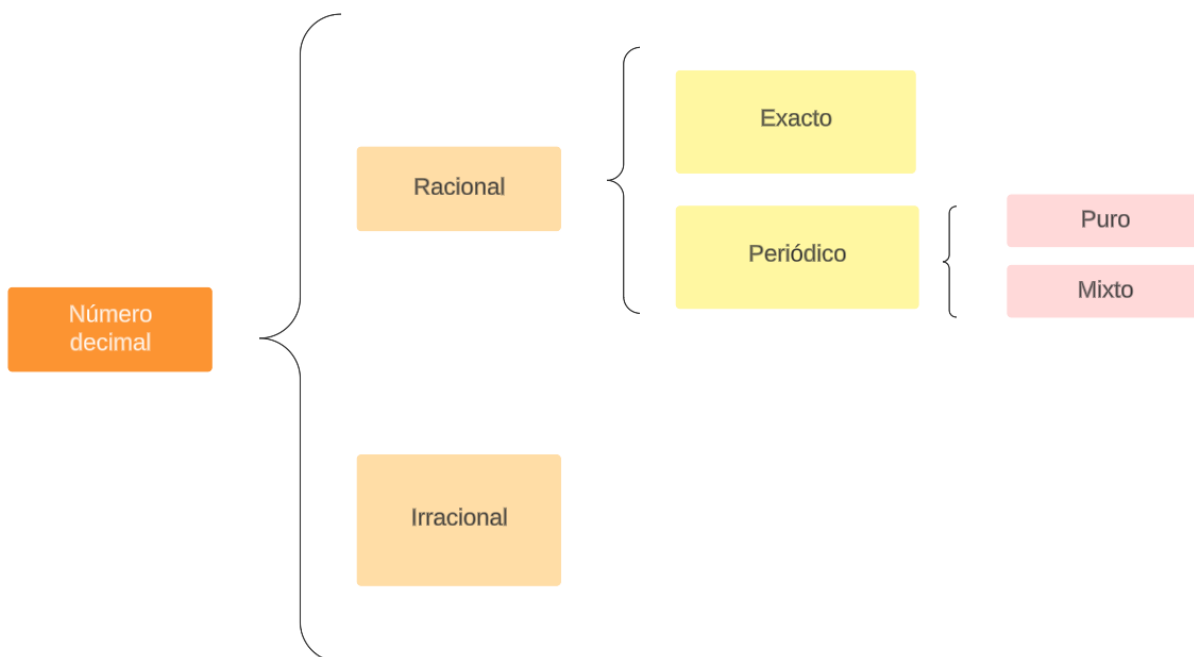 Número
decimal
Racional
Exacto
Periódico
Puro
Mixto
Irracional